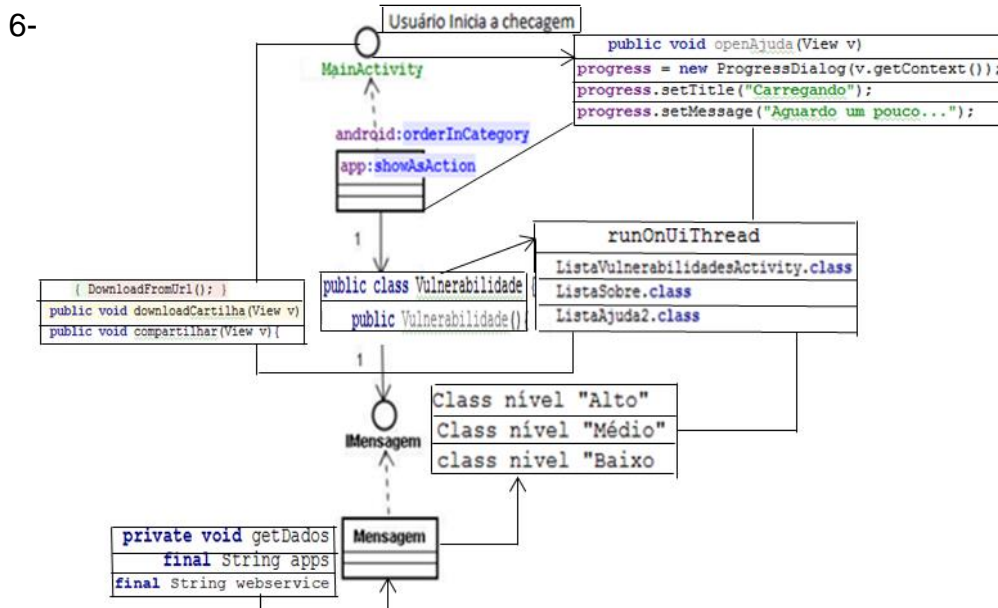 6-
Usuário Inicia a checagem
MainActivity
public void openAjuda(View v)
progress = new ProgressDialog(v.getContext());
progress.setTitle("Carregando");
progress.setMessage("Aguardo um pouco...");
android:orderInCategory
app:showAsAction
1
runOnUiThread
ListaVulnerabilidadesActivity.class
ListaSobre.class
ListaAjuda2.class
public class Vulnerabilidade {
public Vulnerabilidade(){
{ DownloadFromUrl(); }
public void downloadCartilha(View v)
public void compartilhar(View v){
1
IMensagem
Class nível "Alto"
Class nível "Médio"
class nivel "Baixo
Mensagem
private void getDados
final String apps
final String webservice